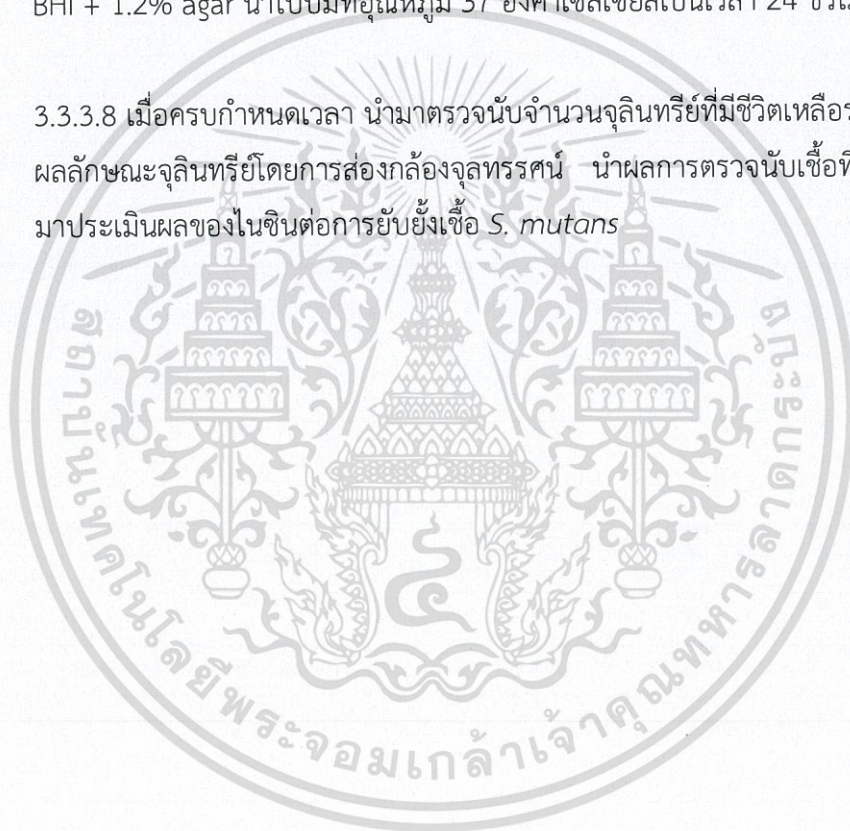 BHI + 1.2% agar นำไปบ่มที่อุณหภูมิ 37 องศาเซลเซียสเป็นเวลา 24
3.3.3.8 เมื่อครบกำหนดเวลา นำมาตรวจนับจำนวนจุลินทรีย์ที่มีชีวิตเหลือ
ผลลักษณะจุลินทรีย์โดยการส่องกล้องจุลทรรศน์ นำผลการตรวจนับเชื้อ
มาประเมินผลของไนซินต่อการยับยั้งเชื้อ S. mutans
สถาบันเทคโนโลยีพระจอมเกล้าเจ้าคุณทหารลาดกระบัง